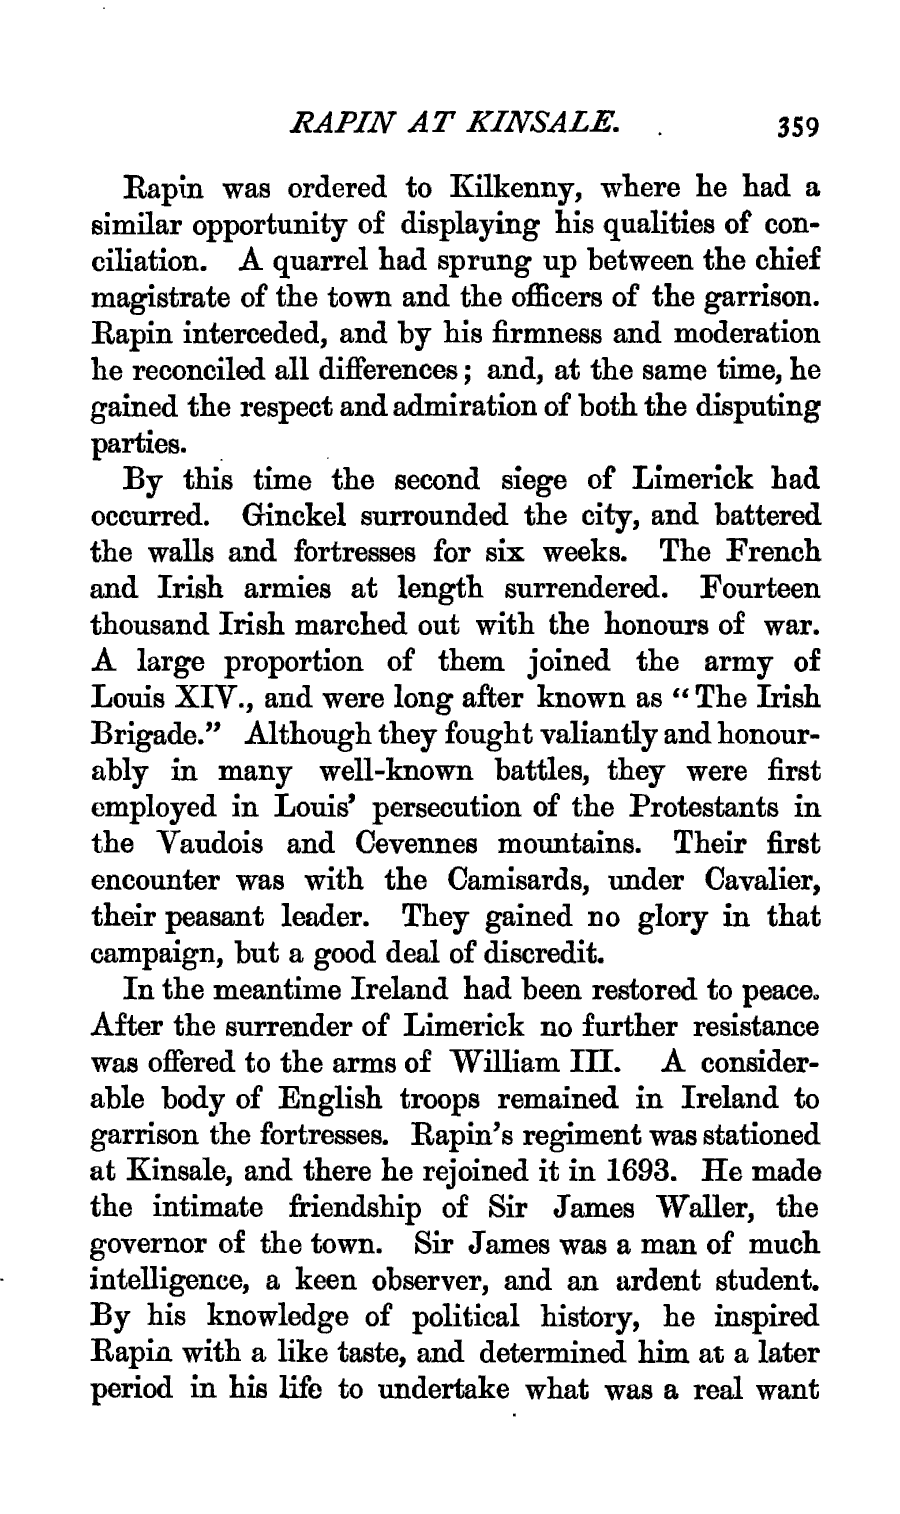 RAPIN AT KINSALE. 359
Rapin was ordered to Kilkenny, where he had a
similar opportunity of displaying his qualities of con-
ciliation. A quarrel had sprung up between the chief
magistrate of the town and the officers of the garrison.
Rapin interceded, and by his firmness and moderation
he reconciled all differences; and, at the same time, he
gained the respect and admiration of both the disputing
parties.
By this time the second siege of Limerick had
occurred. Ginckel surrounded the city, and battered
the walls and fortresses for six weeks. The French
and Irish armies at length surrendered. Fourteen
thousand Irish marched out with the honours of war.
A large proportion of them joined the army of
Louis XIV., and were long after known as “The Irish
Brigade.” Although they fought valiantly and honour-
ably in many well-known battles, they were first
employed in Louis’ persecution of the Protestants in
the Vaudois and Cevennes mountains. Their first
encounter was with the Camisards, under Cavalier,
their peasant leader. They gained no glory in that
campaign, but a good deal of discredit.
In the meantime Ireland had been restored to peace.
After the surrender of Limerick no further resistance
was offered to the arms of William III. A consider-
able body of English troops remained in Ireland to
garrison the fortresses. Rapin’s regiment was stationed
at Kinsale, and there he rejoined it in 1693. He made
the intimate friendship of Sir James Waller, the
governor of the town. Sir James was a man of much
intelligence, a keen observer, and an ardent student.
By his knowledge of political history, he inspired
Rapin with a like taste, and determined him at a later
period in his life to undertake what was a real want